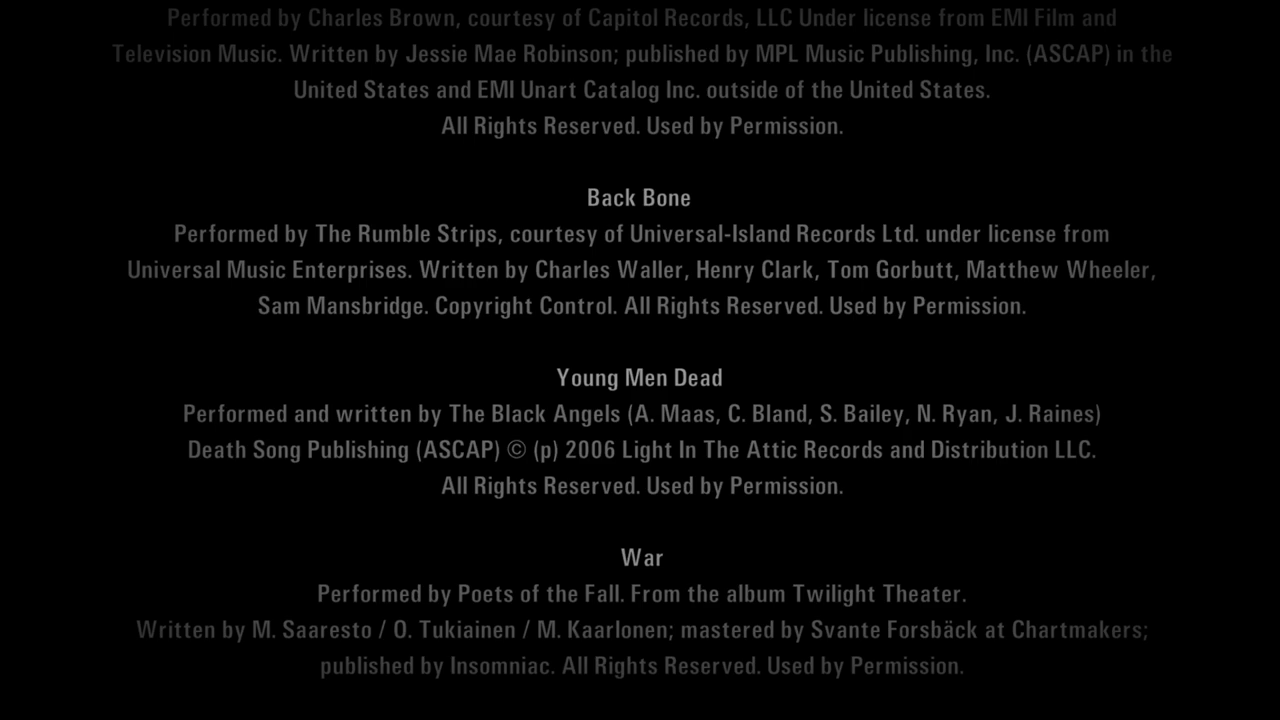 Performed by Charles Brown, courtesy of Capitol Records, LLC Under license from EMI Film and
Television Music. Written by Jessie Mae Robinson; published by MPL Music Publishing, Inc. (ASCAP) in the
United States and EMI Unart Catalog Inc. outside of the United States.
All Rights Reserved. Used by Permission.
Back Bone
Performed by The Rumble Strips, courtesy of Universal-Island Records Ltd. under license from
Universal Music Enterprises. Written by Charles Waller, Henry Clark, Tom Gorbutt, Matthew Wheeler,
Sam Mansbridge. Copyright Control. All Rights Reserved. Used by Permission.
Young Men Dead
Performed and written by The Black Angels (A. Maas, C. Bland, S. Bailey, N. Ryan, J. Raines)
Death Song Publishing (ASCAP) © (p) 2006 Light In The Attic Records and Distribution LLC.
All Rights Reserved. Used by Permission.
War
Performed by Poets of the Fall. From the album Twilight Theater.
Written by M. Saaresto / O. Tukiainen / M. Kaarlonen; mastered by Svante Forsbäck at Chartmakers;
published by Insomniac. All Rights Reserved. Used by Permission.